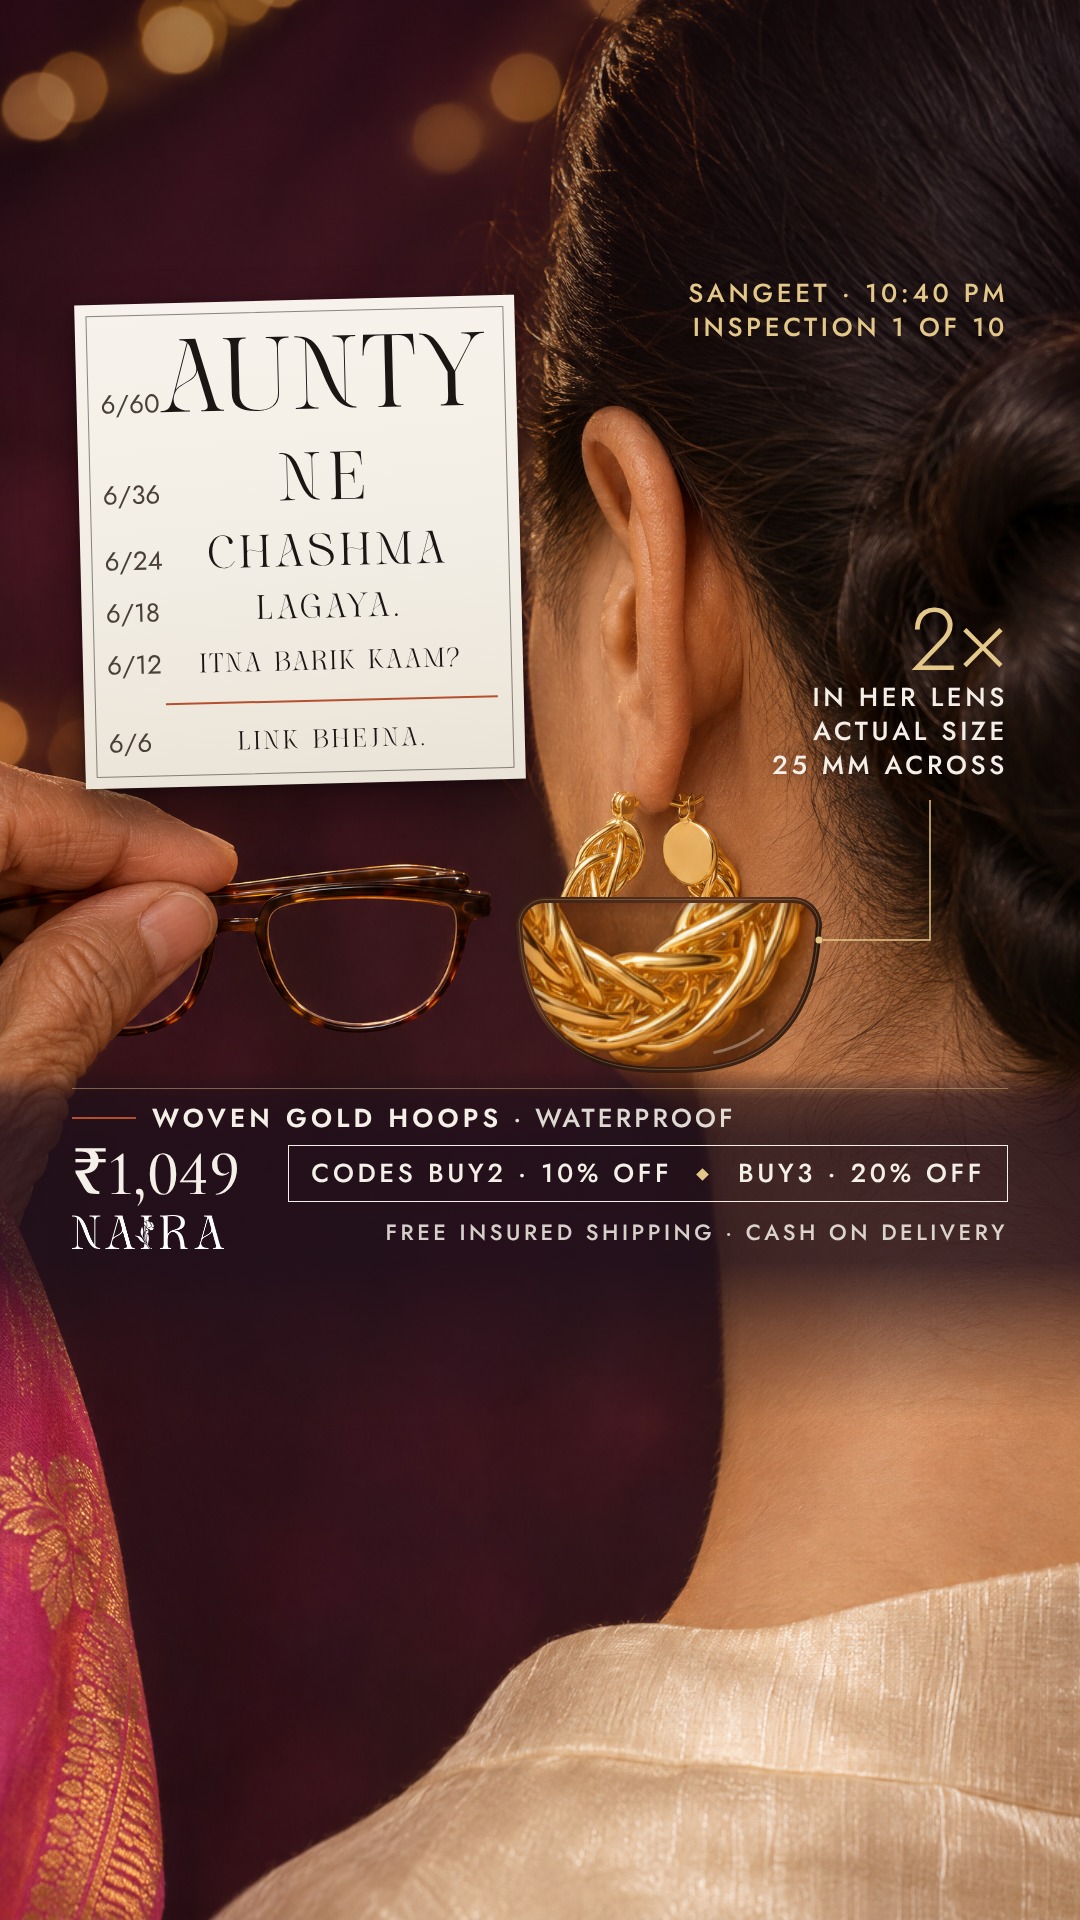 SANGEET · 10:40 PM
INSPECTION 1 OF 10
6/60 AUNTY
6/36 NE
6/24 CHASHMA
6/18 LAGAYA.
6/12 ITNA BARIK KAAM?
6/6 LINK BHEJNA.
2×
IN HER LENS
ACTUAL SIZE
25 MM ACROSS
WOVEN GOLD HOOPS · WATERPROOF
₹1,049
CODES BUY2 · 10% OFF ◆ BUY3 · 20% OFF
NAIRA
FREE INSURED SHIPPING · CASH ON DELIVERY